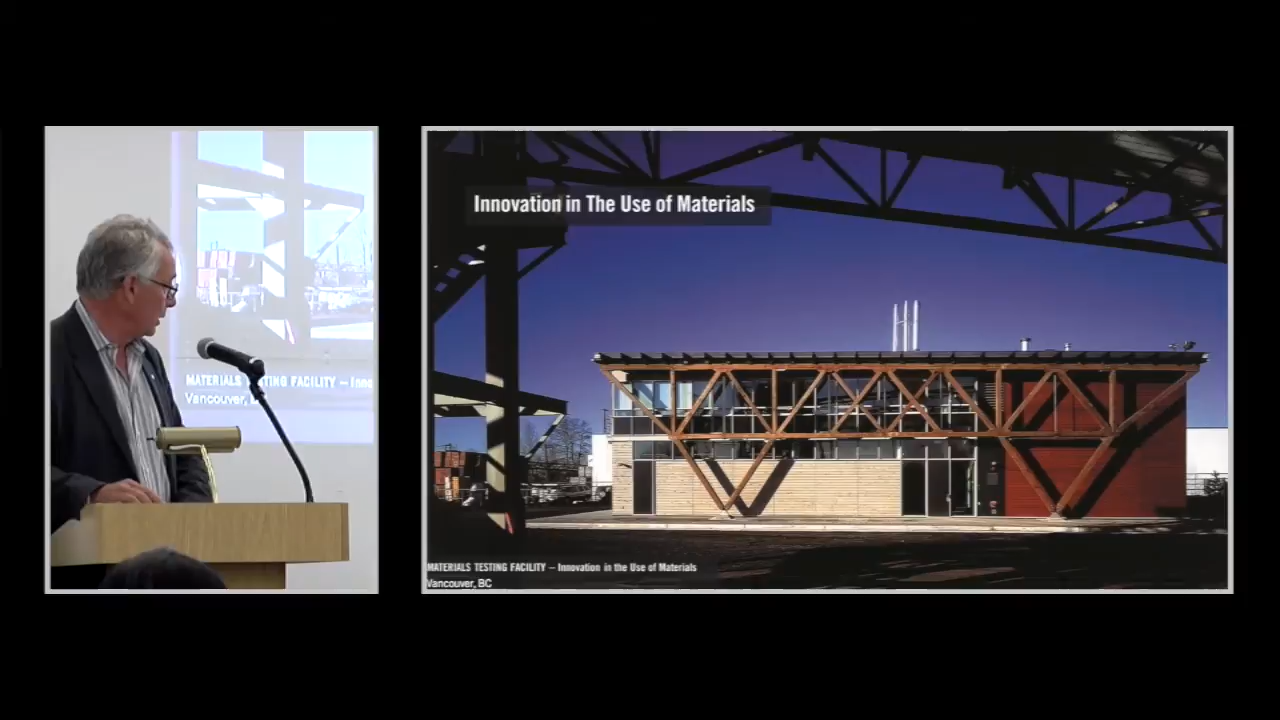 Innovation in The Use of Materials
MATERIALS TESTING FACILITY – Innovation in the Use of Materials
Vancouver, BC
MATERIALS TESTING FACILITY – Inno
Vancouver,